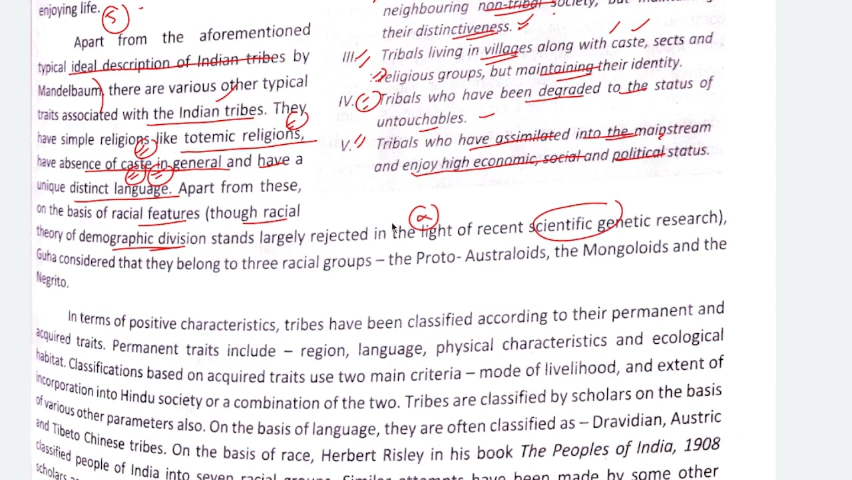 enjoying life.
Apart from the aforementioned
typical ideal description of Indian tribes by
Mandelbaum, there are various other typical
traits associated with the Indian tribes. They
have simple religions like totemic religions,
have absence of caste in general and have a
unique distinct language. Apart from these,
on the basis of racial features (though racial
neighbouring non-tribal society, but
their distinctiveness.
III. Tribals living in villages along with caste, sects and
religious groups, but maintaining their identity.
IV. Tribals who have been degraded to the status of
untouchables.
V. Tribals who have assimilated into the mainstream
and enjoy high economic, social and political status.
theory of demographic division stands largely rejected in the light of recent scientific genetic research),
Guha considered that they belong to three racial groups – the Proto- Australoids, the Mongoloids and the
Negrito.
In terms of positive characteristics, tribes have been classified according to their permanent and
acquired traits. Permanent traits include – region, language, physical characteristics and ecological
habitat. Classifications based on acquired traits use two main criteria – mode of livelihood, and extent of
incorporation into Hindu society or a combination of the two. Tribes are classified by scholars on the basis
of various other parameters also. On the basis of language, they are often classified as – Dravidian, Austric
and Tibeto Chinese tribes. On the basis of race, Herbert Risley in his book The Peoples of India, 1908
classified people of India into seven racial groups. Similar attempts have been made by some other
scholars